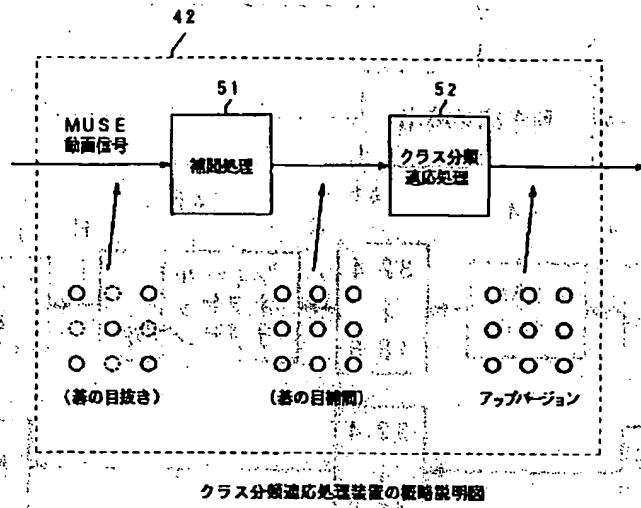 42
51
52
MUSE
動画信号
補間処理
クラス分類
適応処理
(碁の目抜き)
(碁の目補間)
アップバージョン
クラス分類適応処理装置の概略説明図